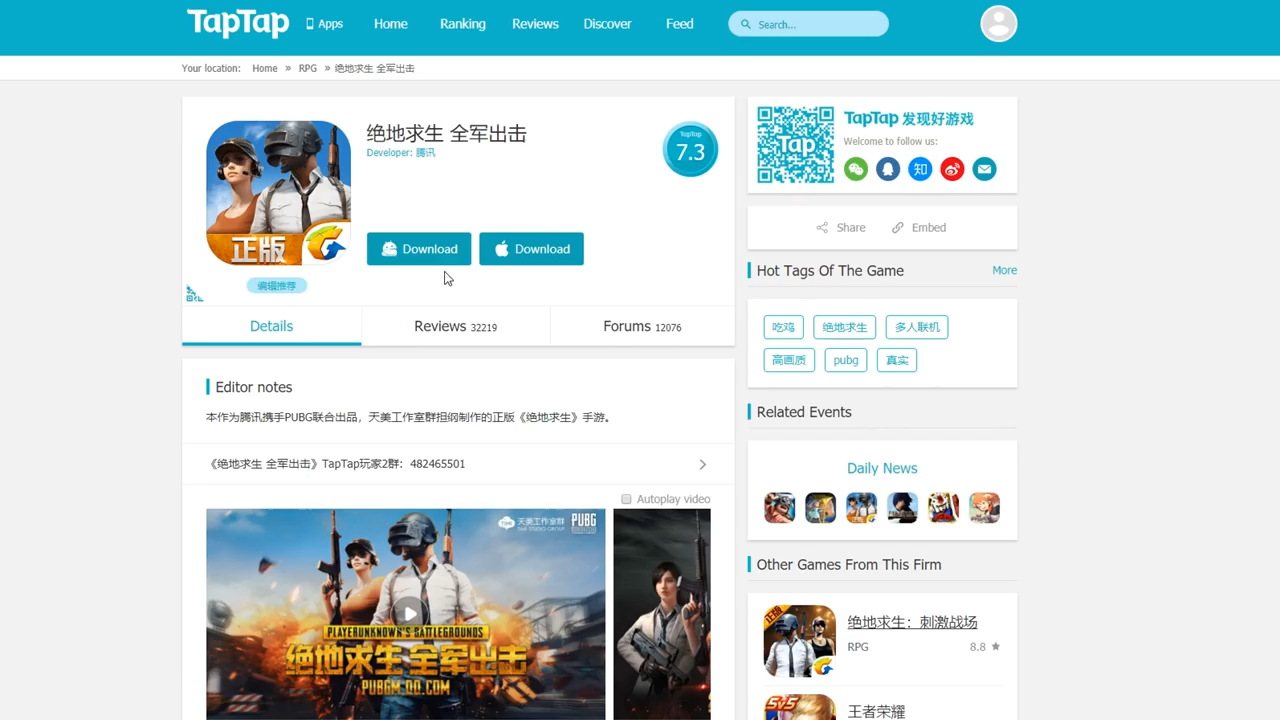 TapTap
Apps
Home
Ranking
Reviews
Discover
Feed
Search...
Your location: Home » RPG » 绝地求生 全军出击
绝地求生 全军出击
Developer: 腾讯
TapTap
7.3
正版
Download
Download
编辑推荐
Details
Reviews 32219
Forums 12076
Editor notes
本作为腾讯携手PUBG联合出品，天美工作室群担纲制作的正版《绝地求生》手游。
《绝地求生 全军出击》TapTap玩家2群：482465501
Autoplay video
天美工作室群
PUBG
PLAYERUNKNOWN'S BATTLEGROUNDS
绝地求生 全军出击
PUBGM.QQ.COM
Tap
TapTap 发现好游戏
Welcome to follow us:
知
Share
Embed
Hot Tags Of The Game
More
吃鸡
绝地求生
多人联机
高画质
pubg
真实
Related Events
Daily News
Other Games From This Firm
正版
绝地求生：刺激战场
RPG
8.8
5V5
王者荣耀